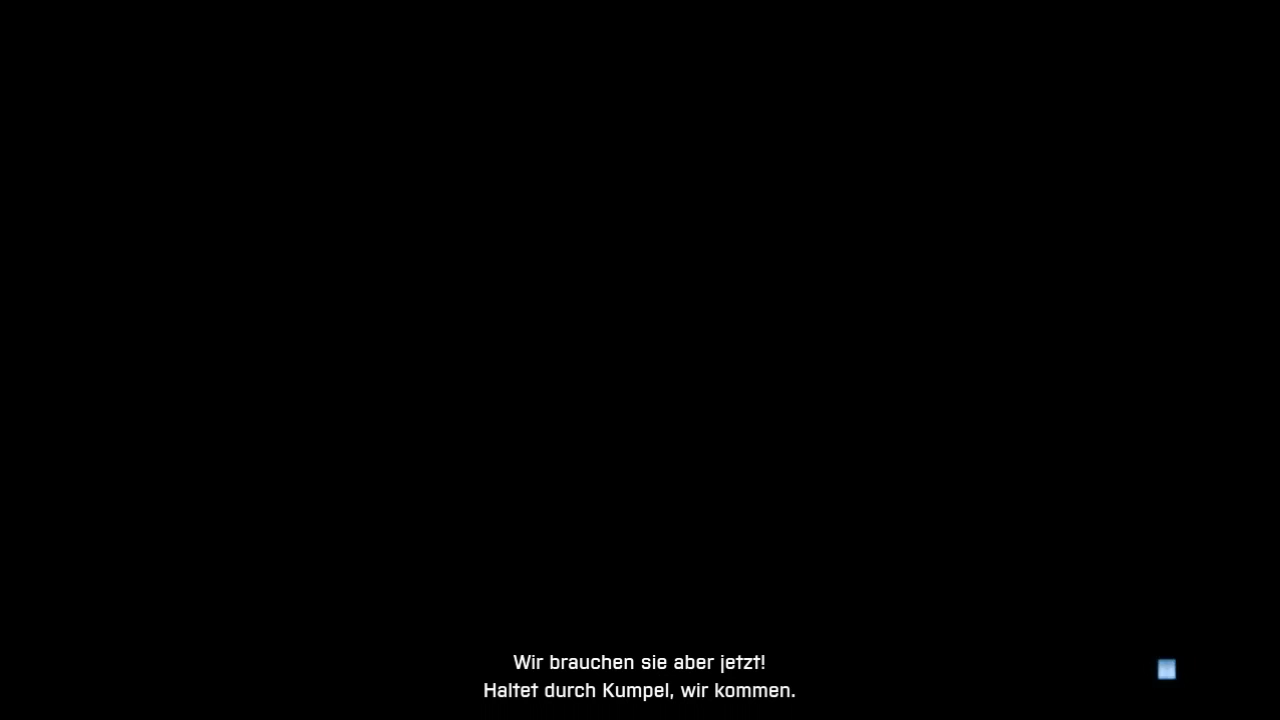 Wir brauchen sie aber jetzt!
Haltet durch Kumpel, wir kommen.